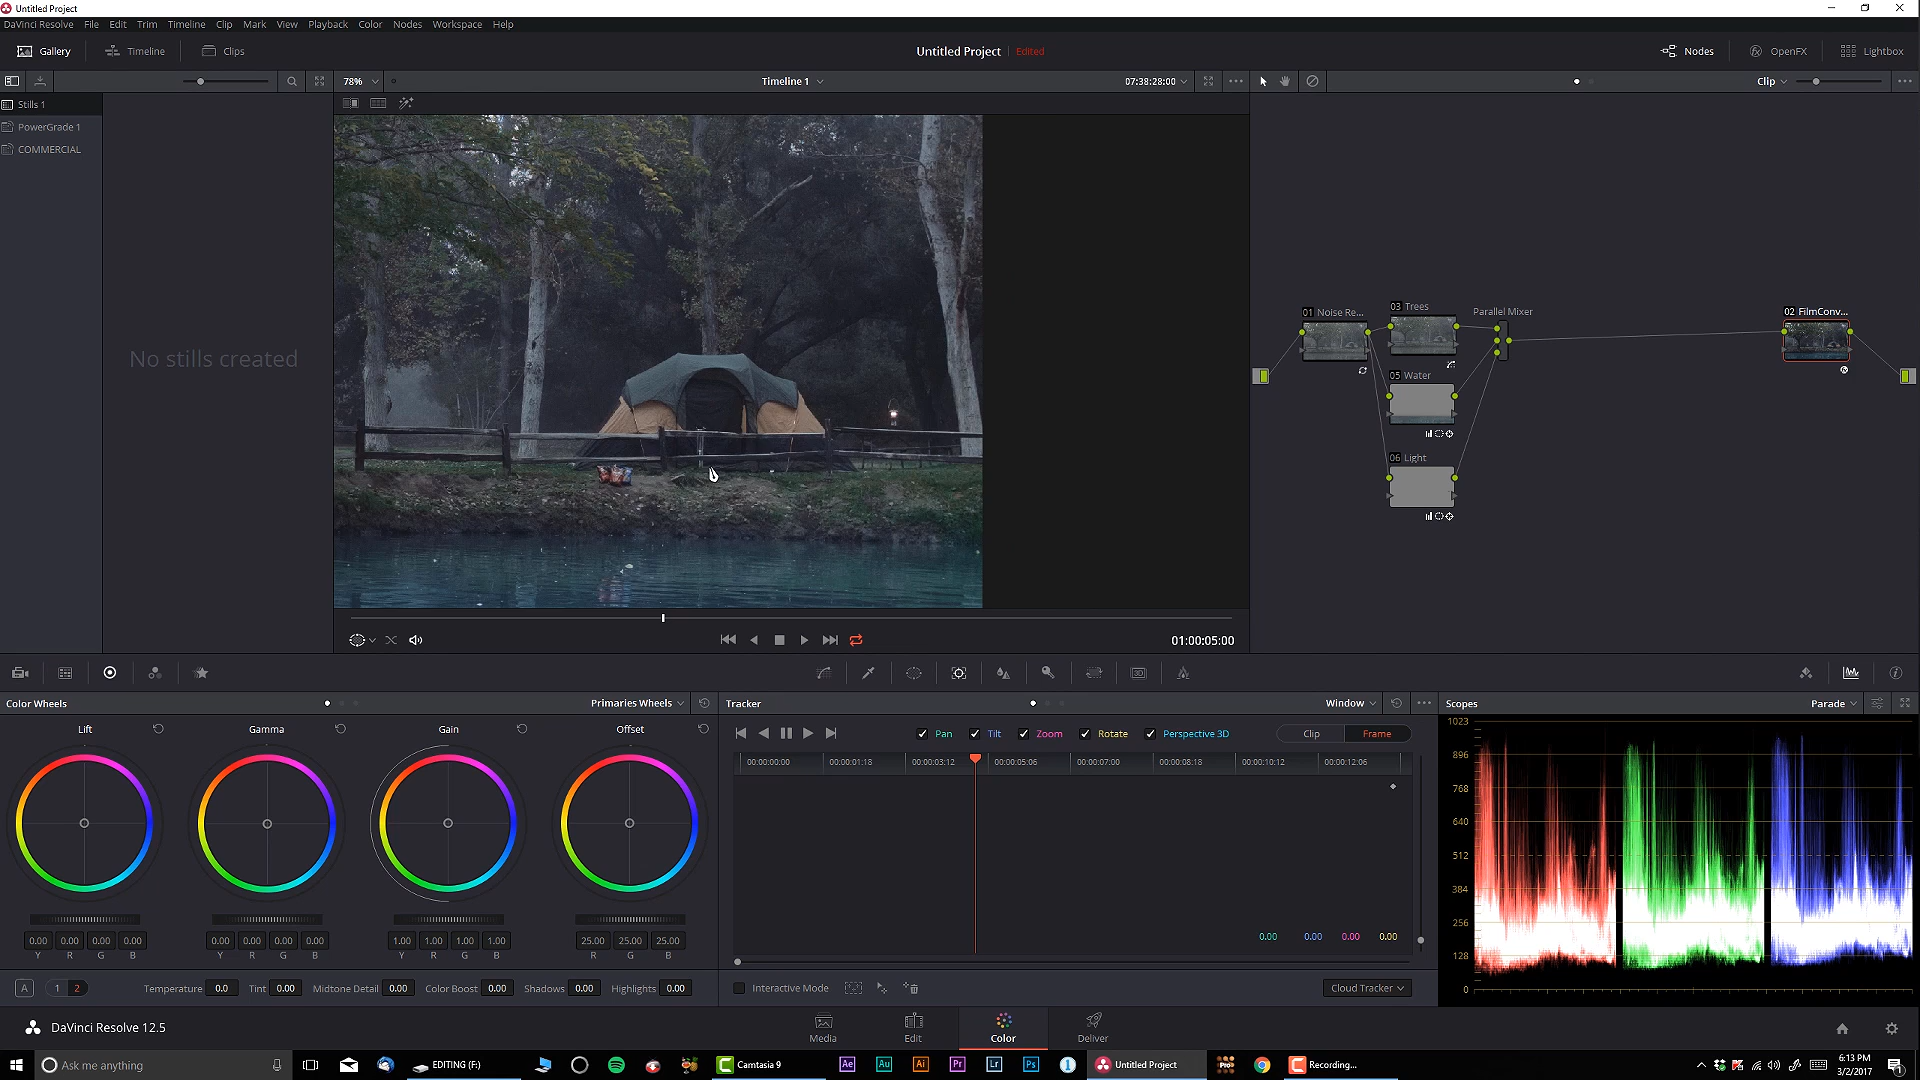 Untitled Project
DaVinci Resolve File Edit Trim Timeline Clip Mark View Playback Color Nodes Workspace Help
Gallery Timeline Clips Untitled Project Edited Nodes OpenFX Lightbox
78% Timeline 1 07:38:28:00 Clip
Stills 1
PowerGrade 1
COMMERCIAL
No stills created
01 Noise Re... 03 Trees Parallel Mixer 02 FilmConv...
05 Water
06 Light
01:00:05:00
Color Wheels Primaries Wheels Tracker Window Scopes Parade
Lift Gamma Gain Offset
Pan Tilt Zoom Rotate Perspective 3D Clip Frame
00:00:00:00 00:00:01:18 00:00:03:12 00:00:05:06 00:00:07:00 00:00:08:18 00:00:10:12 00:00:12:06
1023
896
768
640
512
384
256
128
0
0.00 0.00 0.00 0.00
0.00 0.00 0.00 0.00 0.00 0.00 0.00 0.00 1.00 1.00 1.00 1.00 25.00 25.00 25.00
Y R G B Y R G B Y R G B R G B
A 1 2 Temperature 0.0 Tint 0.00 Midtone Detail 0.00 Color Boost 0.00 Shadows 0.00 Highlights 0.00
Interactive Mode Cloud Tracker
DaVinci Resolve 12.5 Media Edit Color Deliver
Ask me anything EDITING (F:) Camtasia 9 Ae Au Ai Pr Lr Ps Untitled Project Recording...
6:13 PM
3/2/2017